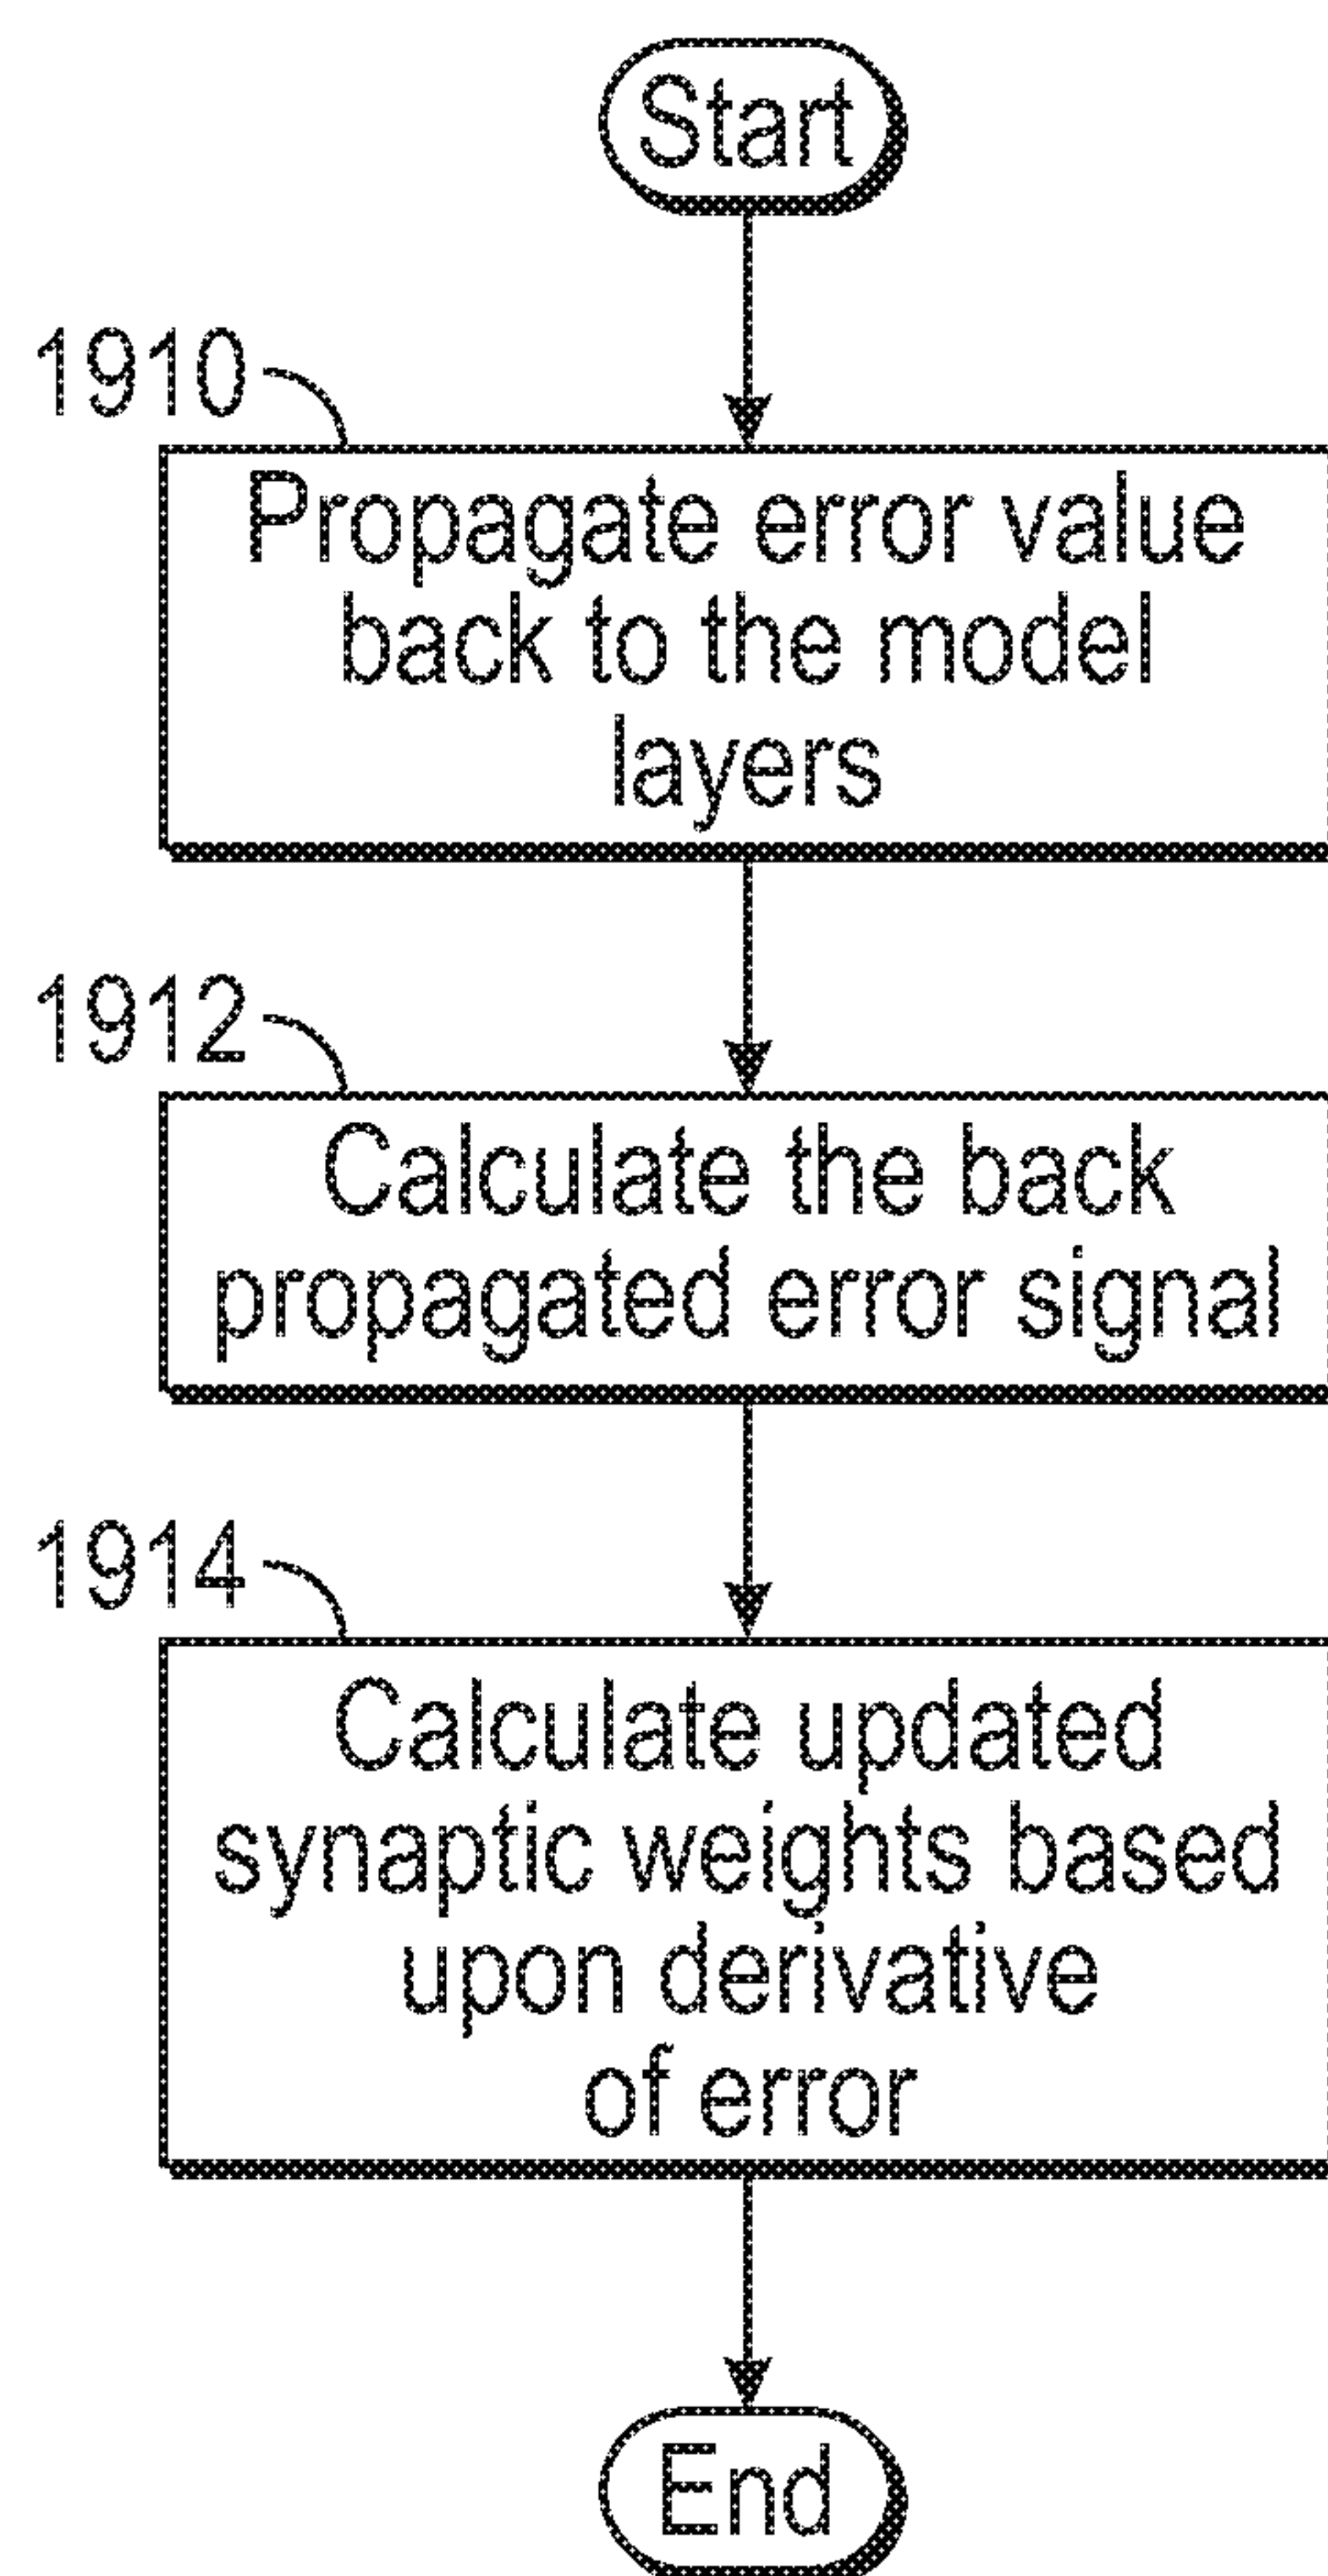 Start
1910
Propagate error value
back to the model
layers
1912
Calculate the back
propagated error signal
1914
Calculate updated
synaptic weights based
upon derivative
of error
End